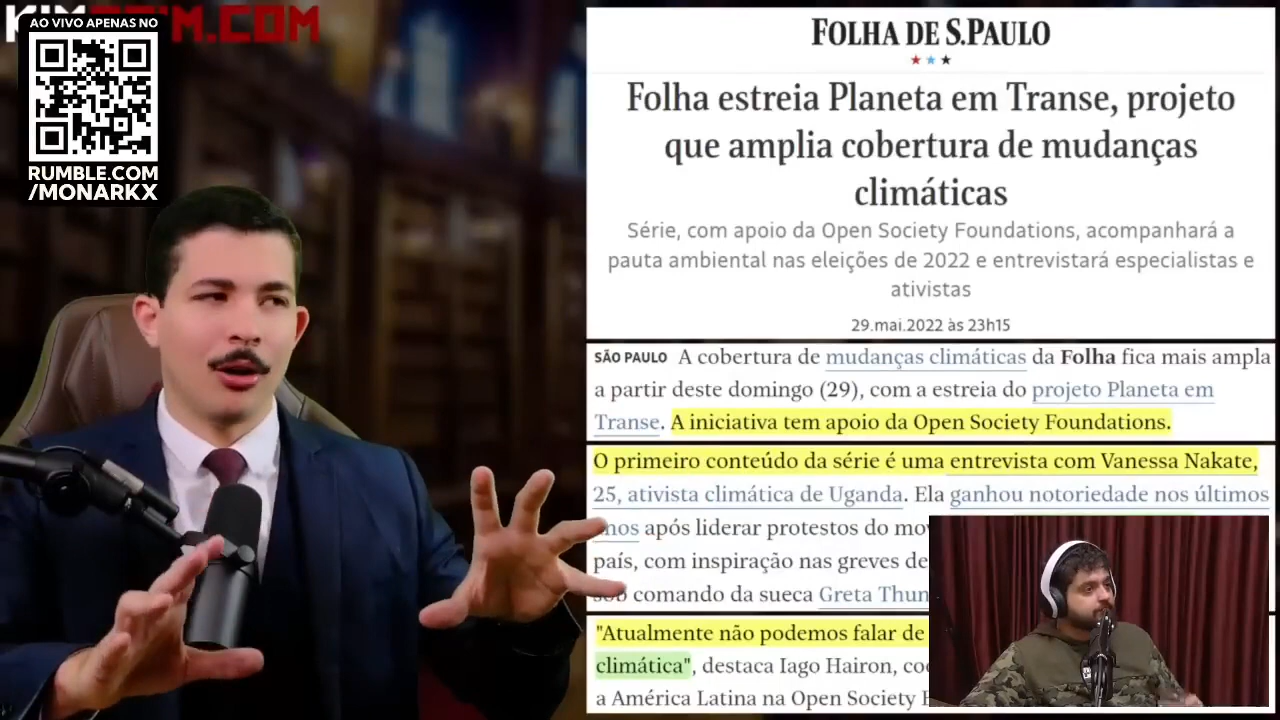 AO VIVO APENAS NO
RUMBLE.COM
/MONARKX
FOLHA DE S.PAULO
Folha estreia Planeta em Transe, projeto
que amplia cobertura de mudanças
climáticas
Série, com apoio da Open Society Foundations, acompanhará a
pauta ambiental nas eleições de 2022 e entrevistará especialistas e
ativistas
29.mai.2022 às 23h15
SÃO PAULO A cobertura de mudanças climáticas da Folha fica mais ampla
a partir deste domingo (29), com a estreia do projeto Planeta em
Transe. A iniciativa tem apoio da Open Society Foundations.
O primeiro conteúdo da série é uma entrevista com Vanessa Nakate,
25, ativista climática de Uganda. Ela ganhou notoriedade nos últimos
após liderar protestos do
país, com inspiração nas greves de
comando da sueca Greta
"Atualmente não podemos falar de
climática", destaca Iago Hairon,
a América Latina na Open Society